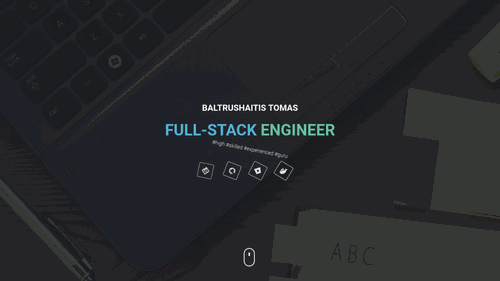 BALTRUSHAITIS TOMAS
FULL-STACK ENGINEER
#high #skilled #experienced #guru
ABC